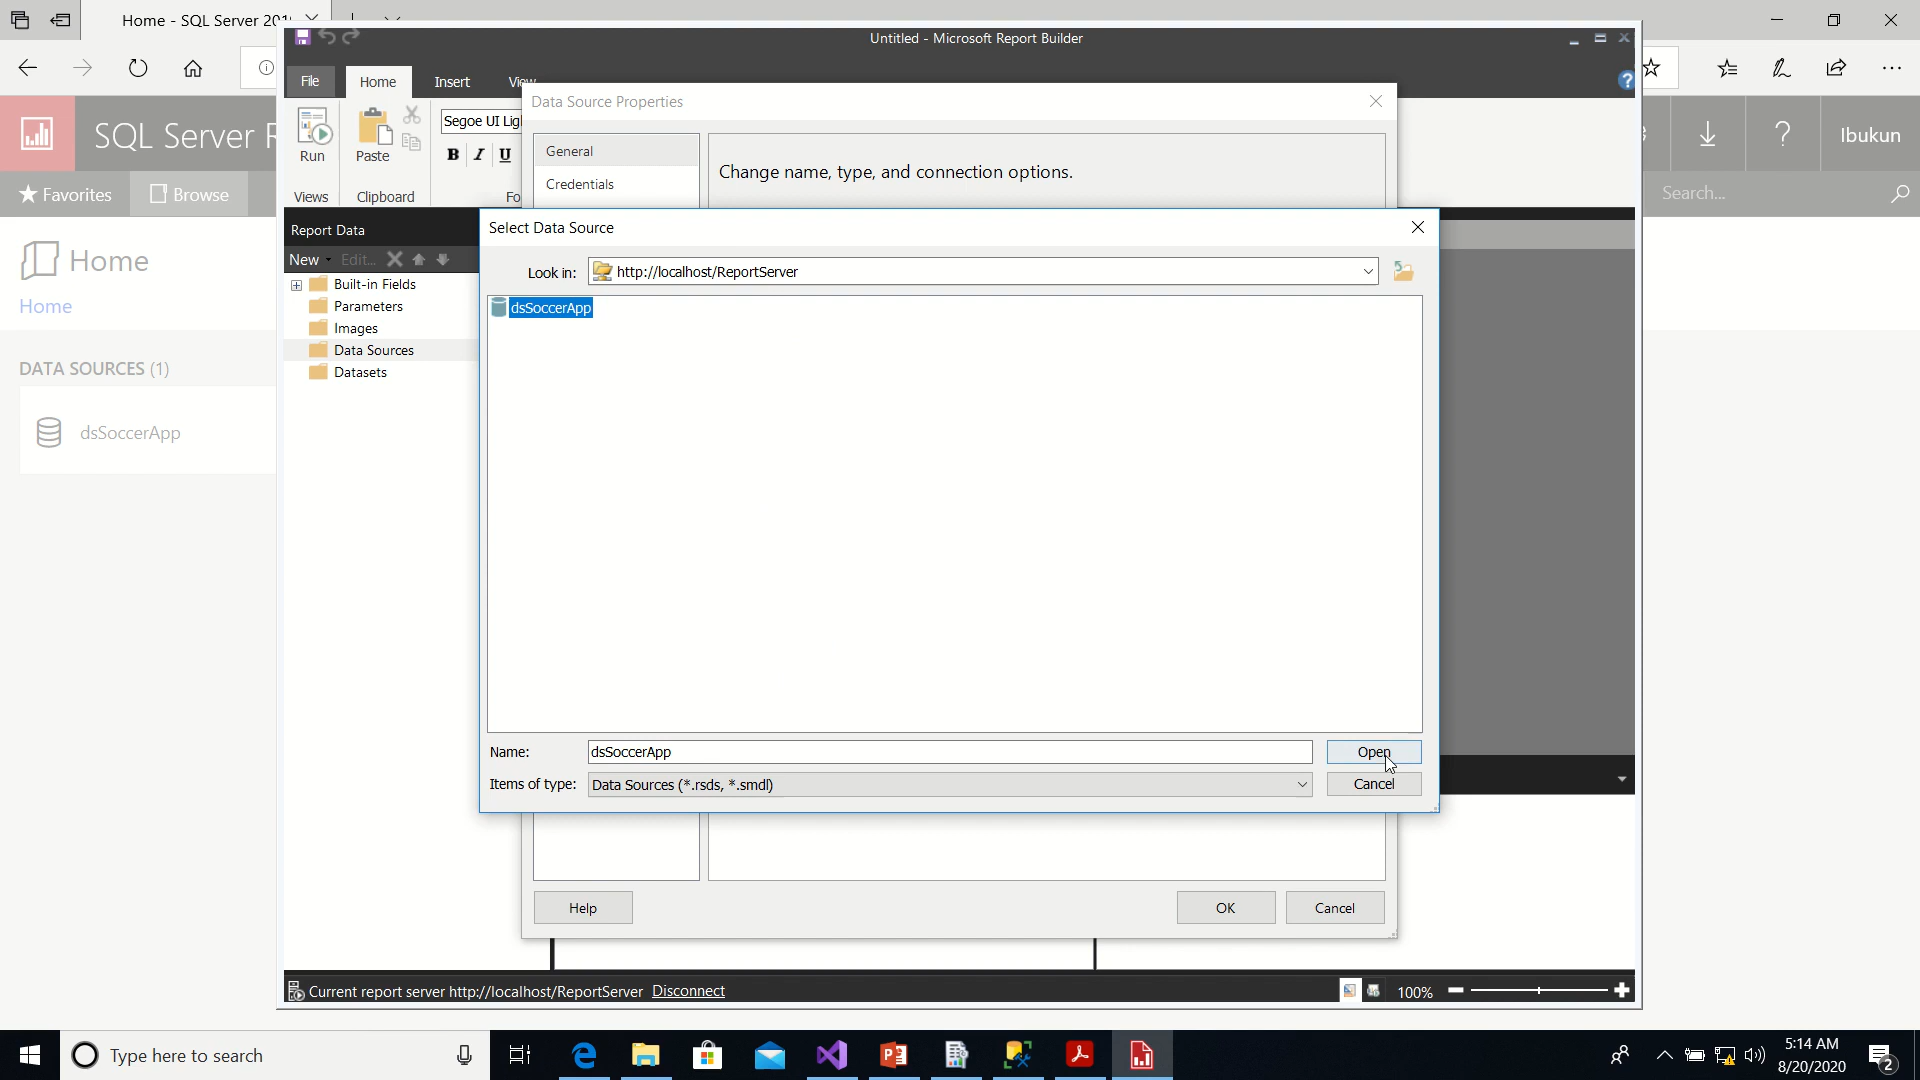 Home - SQL Server 201
Untitled - Microsoft Report Builder
File
Home
Insert
View
Data Source Properties
SQL Server R
Ibukun
Run
Paste
Segoe UI Ligh
B I U
General
Credentials
Change name, type, and connection options.
Views
Clipboard
Fo
Favorites
Browse
Search...
Report Data
Select Data Source
New
Edit...
Look in:
http://localhost/ReportServer
Home
Home
Built-in Fields
Parameters
Images
Data Sources
Datasets
dsSoccerApp
DATA SOURCES (1)
dsSoccerApp
Name:
dsSoccerApp
Open
Items of type:
Data Sources (*.rsds, *.smdl)
Cancel
Help
OK
Cancel
Current report server http://localhost/ReportServer
Disconnect
100%
Type here to search
5:14 AM
8/20/2020
2